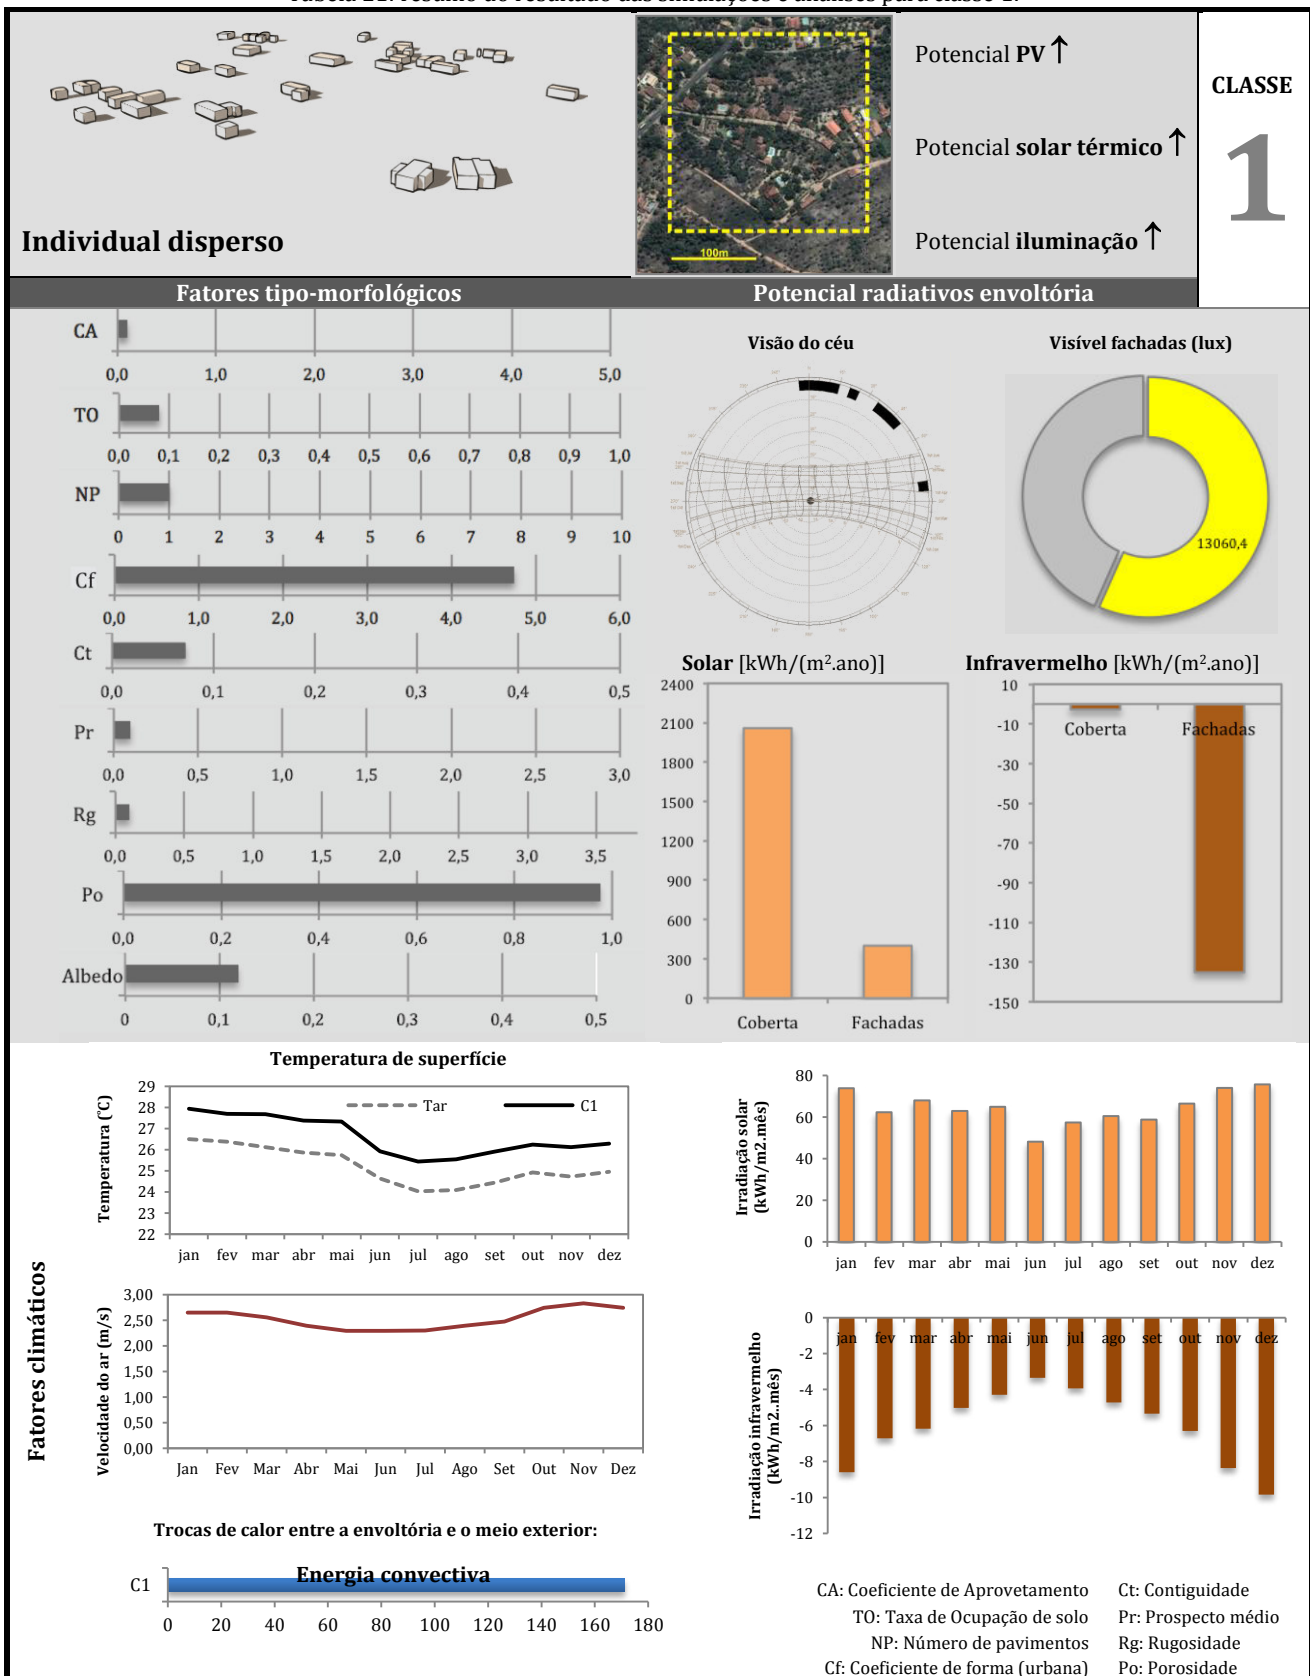 Tabela 21: resumo do resultado das simulações e análises para classe 1.
Individual disperso
100m
Potencial PV ↑
Potencial solar térmico ↑
Potencial iluminação ↑
CLASSE
1
Fatores tipo-morfológicos
Potencial radiativos envoltória
CA
0,0 1,0 2,0 3,0 4,0 5,0
TO
0,0 0,1 0,2 0,3 0,4 0,5 0,6 0,7 0,8 0,9 1,0
NP
0 1 2 3 4 5 6 7 8 9 10
Cf
0,0 1,0 2,0 3,0 4,0 5,0 6,0
Ct
0,0 0,1 0,2 0,3 0,4 0,5
Pr
0,0 0,5 1,0 1,5 2,0 2,5 3,0
Rg
0,0 0,5 1,0 1,5 2,0 2,5 3,0 3,5
Po
0,0 0,2 0,4 0,6 0,8 1,0
Albedo
0 0,1 0,2 0,3 0,4 0,5
Visão do céu
Visível fachadas (lux)
13060,4
Solar [kWh/(m².ano)]
2400
2100
1800
1500
1200
900
600
300
0
Coberta Fachadas
Infravermelho [kWh/(m².ano)]
10
-10
-30
-50
-70
-90
-110
-130
-150
Coberta Fachadas
Fatores climáticos
Temperatura de superfície
Temperatura (°C)
29
28
27
26
25
24
23
22
Tar C1
jan fev mar abr mai jun jul ago set out nov dez
Irradiação solar
(kWh/m2.mês)
80
60
40
20
0
jan fev mar abr mai jun jul ago set out nov dez
Velocidade do ar (m/s)
3,00
2,50
2,00
1,50
1,00
0,50
0,00
Jan Fev Mar Abr Mai Jun Jul Ago Set Out Nov Dez
Irradiação infravermelho
(kWh/m2..mês)
0
-2
-4
-6
-8
-10
-12
jan fev mar abr mai jun jul ago set out nov dez
Trocas de calor entre a envoltória e o meio exterior:
Energia convectiva
C1
0 20 40 60 80 100 120 140 160 180
CA: Coeficiente de Aprovetamento Ct: Contiguidade
TO: Taxa de Ocupação de solo Pr: Prospecto médio
NP: Número de pavimentos Rg: Rugosidade
Cf: Coeficiente de forma (urbana) Po: Porosidade